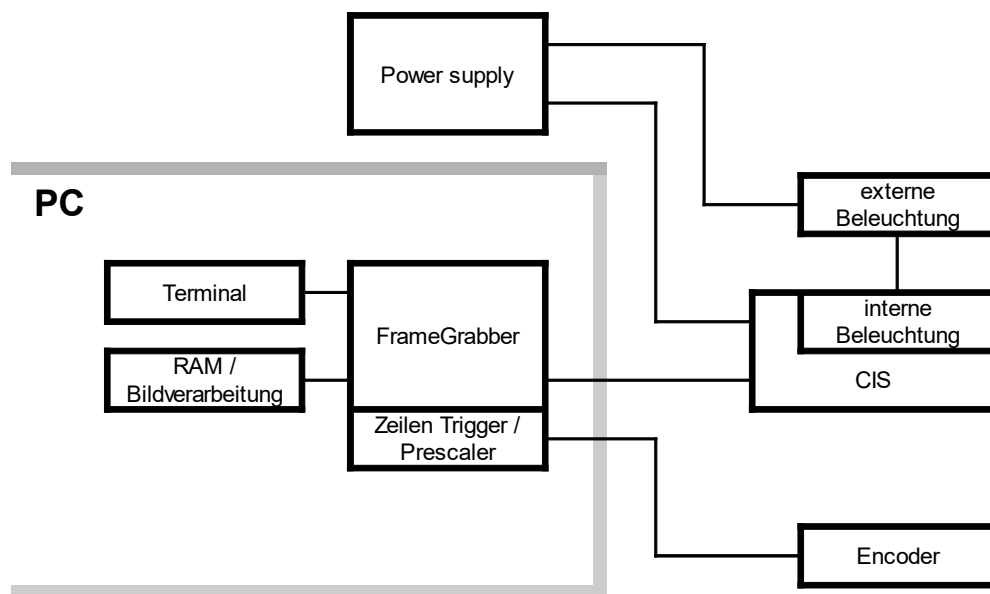 Power supply
PC
externe
Beleuchtung
Terminal
FrameGrabber
interne
Beleuchtung
RAM /
Bildverarbeitung
CIS
Zeilen Trigger /
Prescaler
Encoder